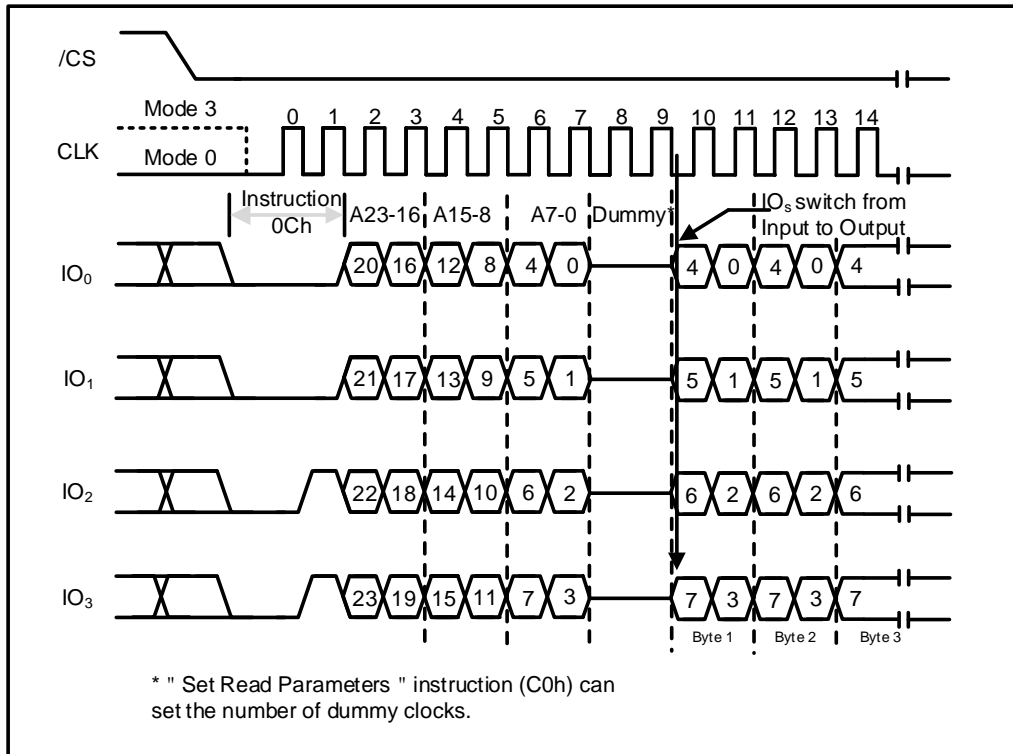 /CS
Mode 3
0 1 2 3 4 5 6 7 8 9 10 11 12 13 14
CLK
Mode 0
Instruction
0Ch
A23-16 A15-8 A7-0 Dummy*
IOs switch from
Input to Output
IO0 20 16 12 8 4 0 4 0 4 0 4
IO1 21 17 13 9 5 1 5 1 5 1 5
IO2 22 18 14 10 6 2 6 2 6 2 6
IO3 23 19 15 11 7 3 7 3 7 3 7
Byte 1 Byte 2 Byte 3
* " Set Read Parameters " instruction (C0h) can
set the number of dummy clocks.